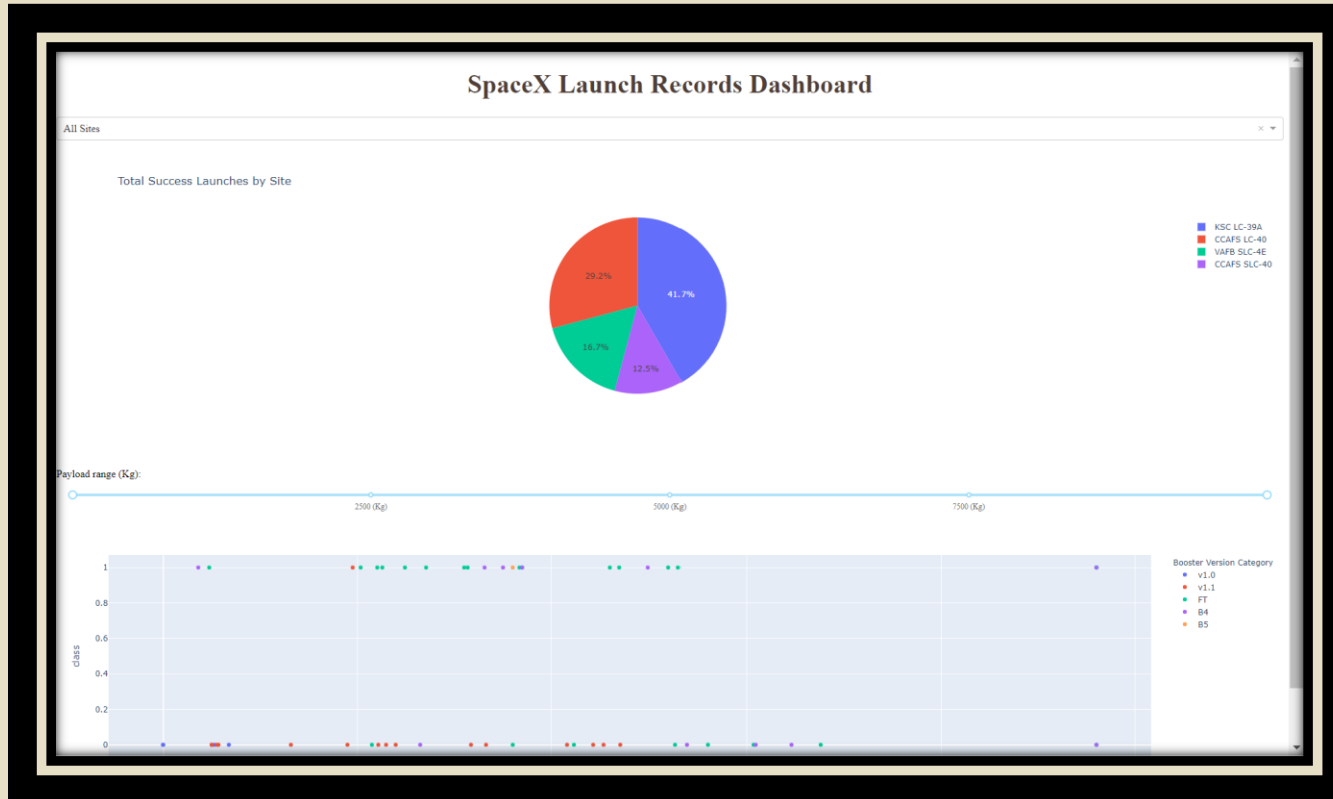 SpaceX Launch Records Dashboard
All Sites
× 
Total Success Launches by Site
KSC LC-39A
CCAFS LC-40
VAFB SLC-4E
CCAFS SLC-40
29.2%
41.7%
16.7%
12.5%
Payload range (Kg):
2500 (Kg)
5000 (Kg)
7500 (Kg)
Booster Version Category
v1.0
v1.1
FT
B4
B5
1
0.8
0.6
0.4
0.2
0
class